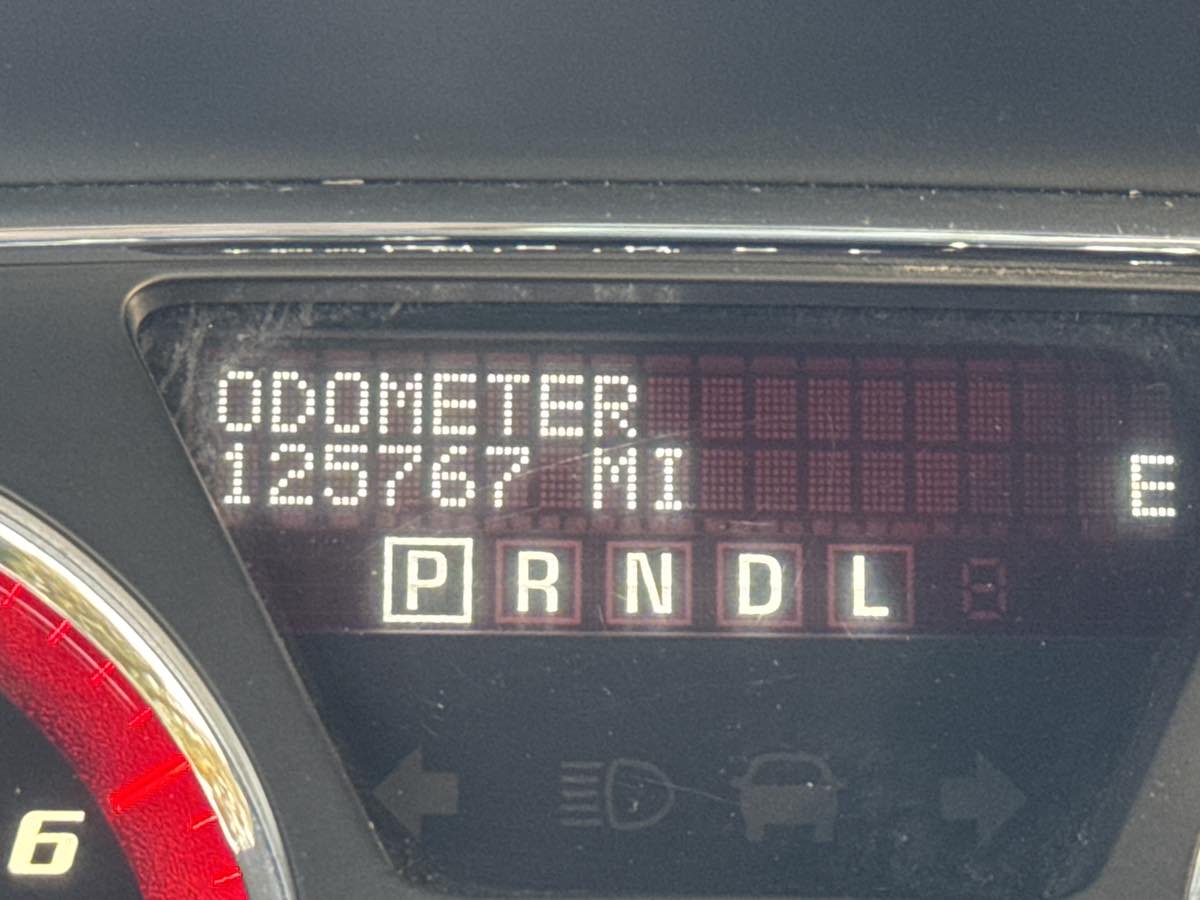 ODOMETER
125767 MI E
P R N D L
6